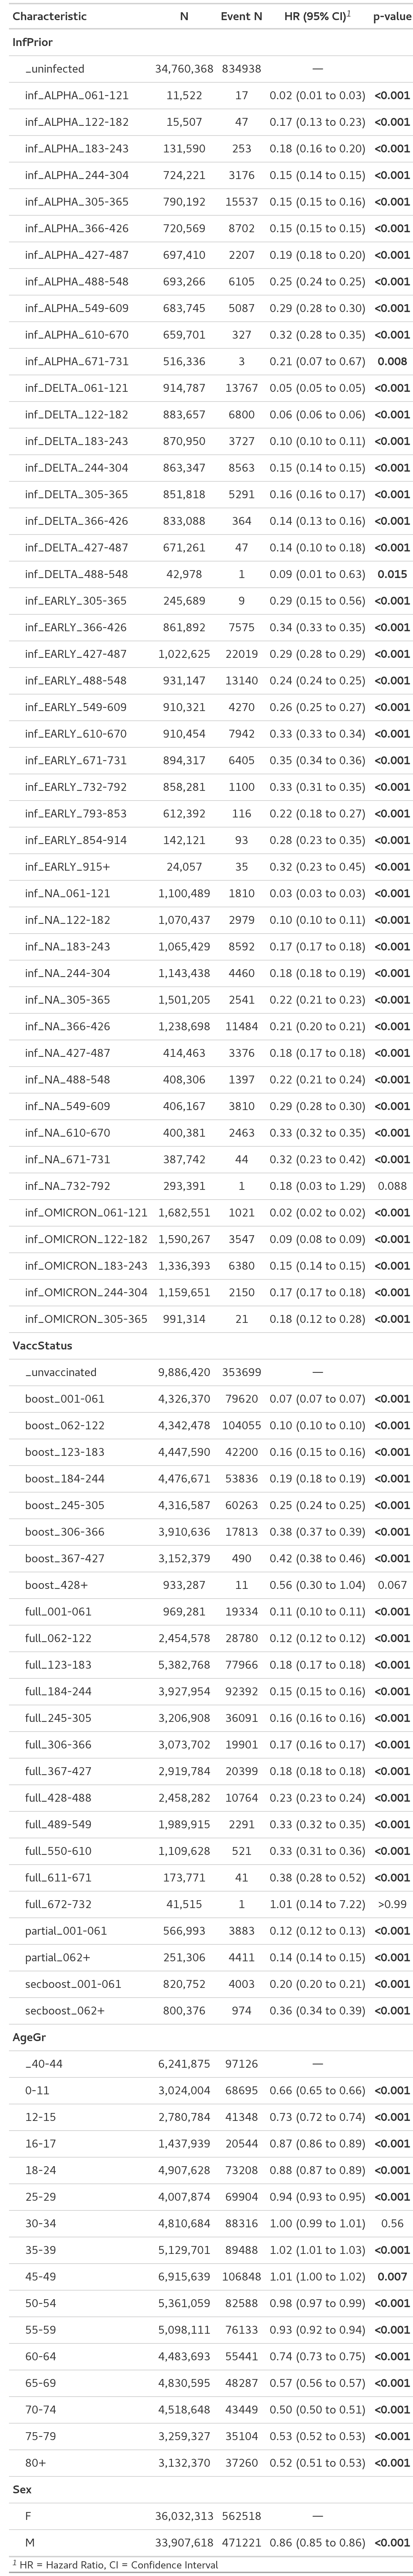 Characteristic N Event N HR (95% CI)1 p-value
InfPrior
_uninfected 34,760,368 834938 —
inf_ALPHA_061-121 11,522 17 0.02 (0.01 to 0.03) <0.001
inf_ALPHA_122-182 15,507 47 0.17 (0.13 to 0.23) <0.001
inf_ALPHA_183-243 131,590 253 0.18 (0.16 to 0.20) <0.001
inf_ALPHA_244-304 724,221 3176 0.15 (0.14 to 0.15) <0.001
inf_ALPHA_305-365 790,192 15537 0.15 (0.15 to 0.16) <0.001
inf_ALPHA_366-426 720,569 8702 0.15 (0.15 to 0.15) <0.001
inf_ALPHA_427-487 697,410 2207 0.19 (0.18 to 0.20) <0.001
inf_ALPHA_488-548 693,266 6105 0.25 (0.24 to 0.25) <0.001
inf_ALPHA_549-609 683,745 5087 0.29 (0.28 to 0.30) <0.001
inf_ALPHA_610-670 659,701 327 0.32 (0.28 to 0.35) <0.001
inf_ALPHA_671-731 516,336 3 0.21 (0.07 to 0.67) 0.008
inf_DELTA_061-121 914,787 13767 0.05 (0.05 to 0.05) <0.001
inf_DELTA_122-182 883,657 6800 0.06 (0.06 to 0.06) <0.001
inf_DELTA_183-243 870,950 3727 0.10 (0.10 to 0.11) <0.001
inf_DELTA_244-304 863,347 8563 0.15 (0.14 to 0.15) <0.001
inf_DELTA_305-365 851,818 5291 0.16 (0.16 to 0.17) <0.001
inf_DELTA_366-426 833,088 364 0.14 (0.13 to 0.16) <0.001
inf_DELTA_427-487 671,261 47 0.14 (0.10 to 0.18) <0.001
inf_DELTA_488-548 42,978 1 0.09 (0.01 to 0.63) 0.015
inf_EARLY_305-365 245,689 9 0.29 (0.15 to 0.56) <0.001
inf_EARLY_366-426 861,892 7575 0.34 (0.33 to 0.35) <0.001
inf_EARLY_427-487 1,022,625 22019 0.29 (0.28 to 0.29) <0.001
inf_EARLY_488-548 931,147 13140 0.24 (0.24 to 0.25) <0.001
inf_EARLY_549-609 910,321 4270 0.26 (0.25 to 0.27) <0.001
inf_EARLY_610-670 910,454 7942 0.33 (0.33 to 0.34) <0.001
inf_EARLY_671-731 894,317 6405 0.35 (0.34 to 0.36) <0.001
inf_EARLY_732-792 858,281 1100 0.33 (0.31 to 0.35) <0.001
inf_EARLY_793-853 612,392 116 0.22 (0.18 to 0.27) <0.001
inf_EARLY_854-914 142,121 93 0.28 (0.23 to 0.35) <0.001
inf_EARLY_915+ 24,057 35 0.32 (0.23 to 0.45) <0.001
inf_NA_061-121 1,100,489 1810 0.03 (0.03 to 0.03) <0.001
inf_NA_122-182 1,070,437 2979 0.10 (0.10 to 0.11) <0.001
inf_NA_183-243 1,065,429 8592 0.17 (0.17 to 0.18) <0.001
inf_NA_244-304 1,143,438 4460 0.18 (0.18 to 0.19) <0.001
inf_NA_305-365 1,501,205 2541 0.22 (0.21 to 0.23) <0.001
inf_NA_366-426 1,238,698 11484 0.21 (0.20 to 0.21) <0.001
inf_NA_427-487 414,463 3376 0.18 (0.17 to 0.18) <0.001
inf_NA_488-548 408,306 1397 0.22 (0.21 to 0.24) <0.001
inf_NA_549-609 406,167 3810 0.29 (0.28 to 0.30) <0.001
inf_NA_610-670 400,381 2463 0.33 (0.32 to 0.35) <0.001
inf_NA_671-731 387,742 44 0.32 (0.23 to 0.42) <0.001
inf_NA_732-792 293,391 1 0.18 (0.03 to 1.29) 0.088
inf_OMICRON_061-121 1,682,551 1021 0.02 (0.02 to 0.02) <0.001
inf_OMICRON_122-182 1,590,267 3547 0.09 (0.08 to 0.09) <0.001
inf_OMICRON_183-243 1,336,393 6380 0.15 (0.14 to 0.15) <0.001
inf_OMICRON_244-304 1,159,651 2150 0.17 (0.17 to 0.18) <0.001
inf_OMICRON_305-365 991,314 21 0.18 (0.12 to 0.28) <0.001
VaccStatus
_unvaccinated 9,886,420 353699 —
boost_001-061 4,326,370 79620 0.07 (0.07 to 0.07) <0.001
boost_062-122 4,342,478 104055 0.10 (0.10 to 0.10) <0.001
boost_123-183 4,447,590 42200 0.16 (0.15 to 0.16) <0.001
boost_184-244 4,476,671 53836 0.19 (0.18 to 0.19) <0.001
boost_245-305 4,316,587 60263 0.25 (0.24 to 0.25) <0.001
boost_306-366 3,910,636 17813 0.38 (0.37 to 0.39) <0.001
boost_367-427 3,152,379 490 0.42 (0.38 to 0.46) <0.001
boost_428+ 933,287 11 0.56 (0.30 to 1.04) 0.067
full_001-061 969,281 19334 0.11 (0.10 to 0.11) <0.001
full_062-122 2,454,578 28780 0.12 (0.12 to 0.12) <0.001
full_123-183 5,382,768 77966 0.18 (0.17 to 0.18) <0.001
full_184-244 3,927,954 92392 0.15 (0.15 to 0.16) <0.001
full_245-305 3,206,908 36091 0.16 (0.16 to 0.16) <0.001
full_306-366 3,073,702 19901 0.17 (0.16 to 0.17) <0.001
full_367-427 2,919,784 20399 0.18 (0.18 to 0.18) <0.001
full_428-488 2,458,282 10764 0.23 (0.23 to 0.24) <0.001
full_489-549 1,989,915 2291 0.33 (0.32 to 0.35) <0.001
full_550-610 1,109,628 521 0.33 (0.31 to 0.36) <0.001
full_611-671 173,771 41 0.38 (0.28 to 0.52) <0.001
full_672-732 41,515 1 1.01 (0.14 to 7.22) >0.99
partial_001-061 566,993 3883 0.12 (0.12 to 0.13) <0.001
partial_062+ 251,306 4411 0.14 (0.14 to 0.15) <0.001
secboost_001-061 820,752 4003 0.20 (0.20 to 0.21) <0.001
secboost_062+ 800,376 974 0.36 (0.34 to 0.39) <0.001
AgeGr
_40-44 6,241,875 97126 —
0-11 3,024,004 68695 0.66 (0.65 to 0.66) <0.001
12-15 2,780,784 41348 0.73 (0.72 to 0.74) <0.001
16-17 1,437,939 20544 0.87 (0.86 to 0.89) <0.001
18-24 4,907,628 73208 0.88 (0.87 to 0.89) <0.001
25-29 4,007,874 69904 0.94 (0.93 to 0.95) <0.001
30-34 4,810,684 88316 1.00 (0.99 to 1.01) 0.56
35-39 5,129,701 89488 1.02 (1.01 to 1.03) <0.001
45-49 6,915,639 106848 1.01 (1.00 to 1.02) 0.007
50-54 5,361,059 82588 0.98 (0.97 to 0.99) <0.001
55-59 5,098,111 76133 0.93 (0.92 to 0.94) <0.001
60-64 4,483,693 55441 0.74 (0.73 to 0.75) <0.001
65-69 4,830,595 48287 0.57 (0.56 to 0.57) <0.001
70-74 4,518,648 43449 0.50 (0.50 to 0.51) <0.001
75-79 3,259,327 35104 0.53 (0.52 to 0.53) <0.001
80+ 3,132,370 37260 0.52 (0.51 to 0.53) <0.001
Sex
F 36,032,313 562518 —
M 33,907,618 471221 0.86 (0.85 to 0.86) <0.001
1 HR = Hazard Ratio, CI = Confidence Interval